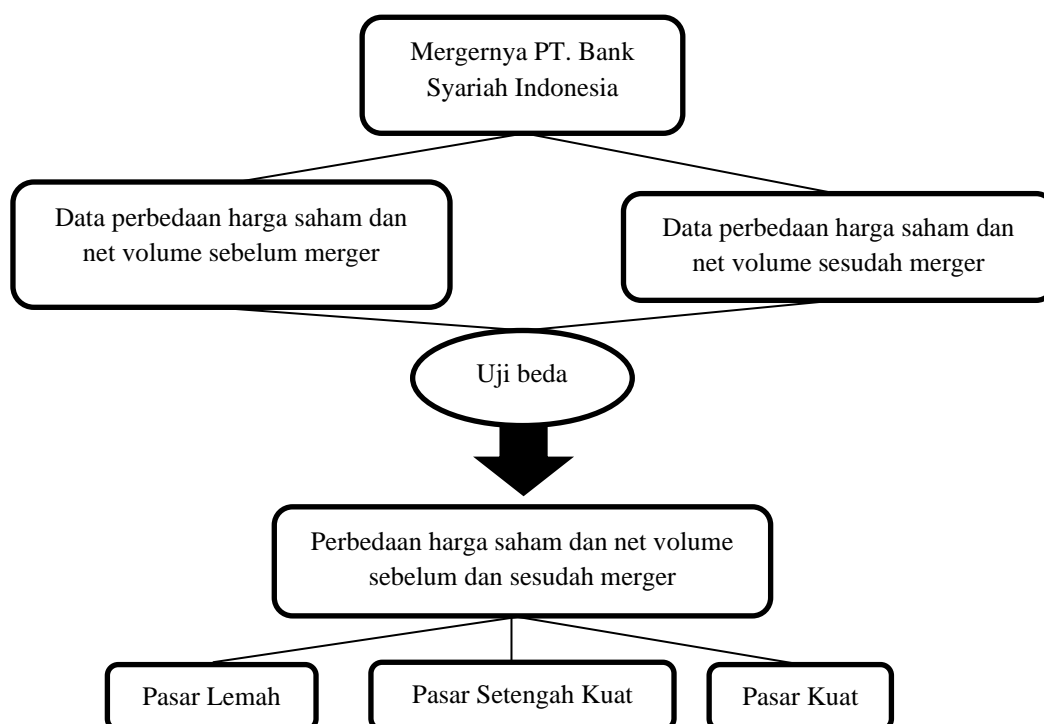 Mergernya PT. Bank
Syariah Indonesia
Data perbedaan harga saham dan
net volume sebelum merger
Data perbedaan harga saham dan
net volume sesudah merger
Uji beda
Perbedaan harga saham dan net volume
sebelum dan sesudah merger
Pasar Lemah
Pasar Setengah Kuat
Pasar Kuat